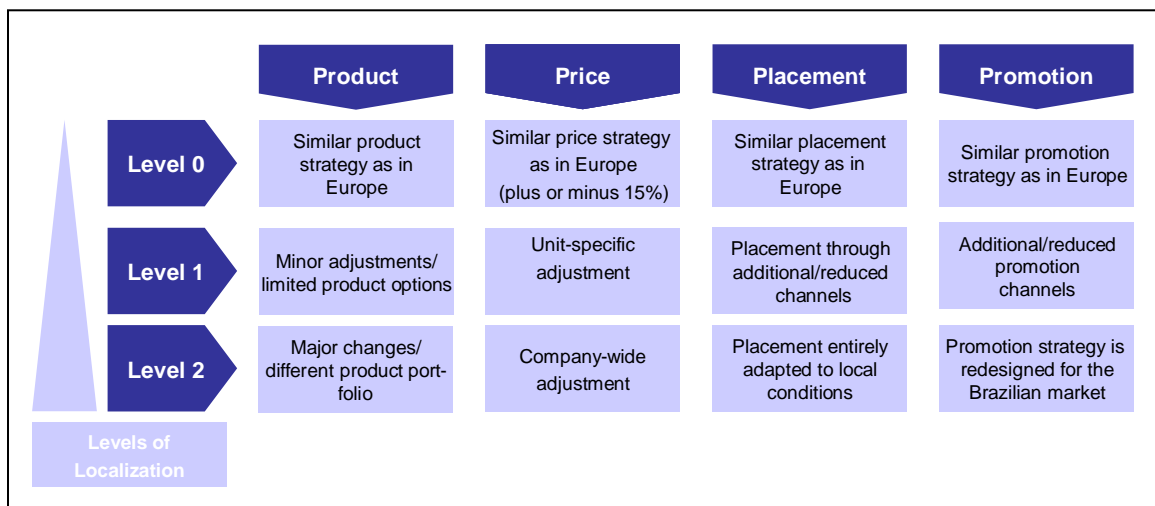 Product
Price
Placement
Promotion
Level 0
Similar product
strategy as in
Europe
Similar price strategy
as in Europe
(plus or minus 15%)
Similar placement
strategy as in
Europe
Similar promotion
strategy as in Europe
Level 1
Minor adjustments/
limited product options
Unit-specific
adjustment
Placement through
additional/reduced
channels
Additional/reduced
promotion
channels
Level 2
Major changes/
different product port-
folio
Company-wide
adjustment
Placement entirely
adapted to local
conditions
Promotion strategy is
redesigned for the
Brazilian market
Levels of
Localization